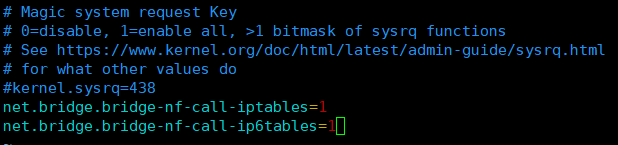 # Magic system request Key
# 0=disable, 1=enable all, >1 bitmask of sysrq functions
# See https://www.kernel.org/doc/html/latest/admin-guide/sysrq.html
# for what other values do
#kernel.sysrq=438
net.bridge.bridge-nf-call-iptables=1
net.bridge.bridge-nf-call-ip6tables=1